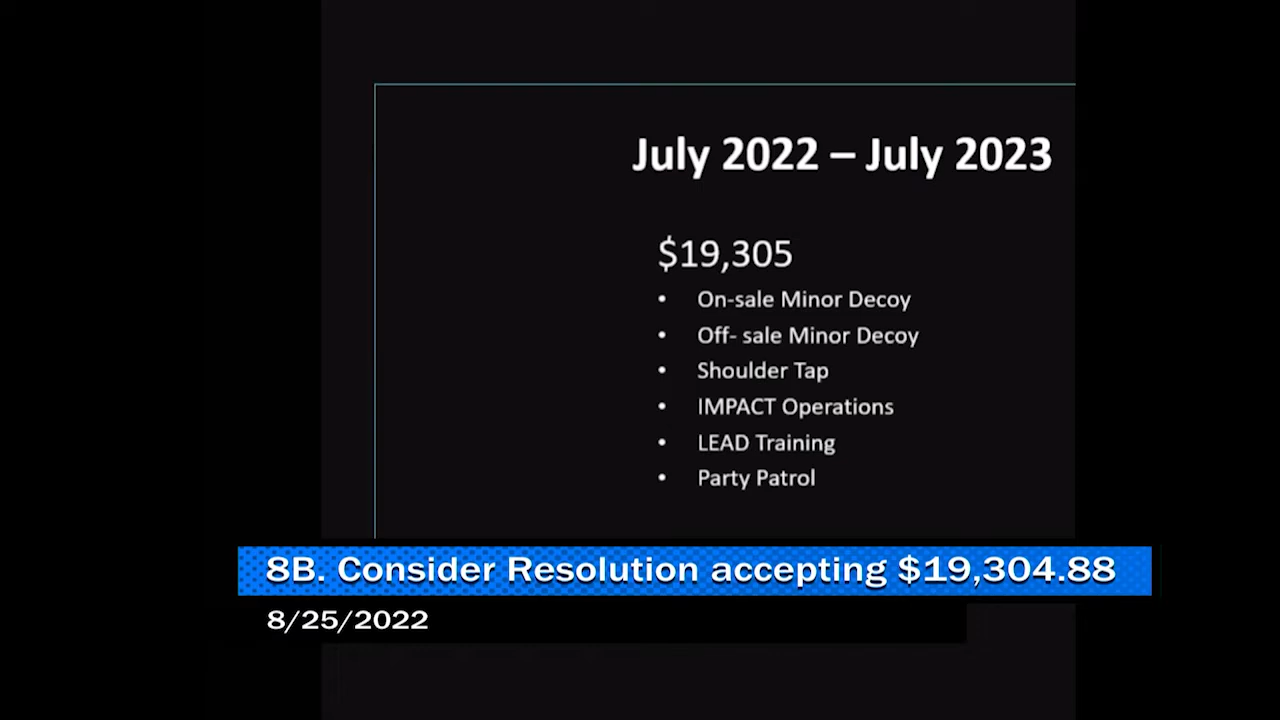 July 2022 – July 2023
$19,305
• On-sale Minor Decoy
• Off- sale Minor Decoy
• Shoulder Tap
• IMPACT Operations
• LEAD Training
• Party Patrol
8B. Consider Resolution accepting $19,304.88
8/25/2022